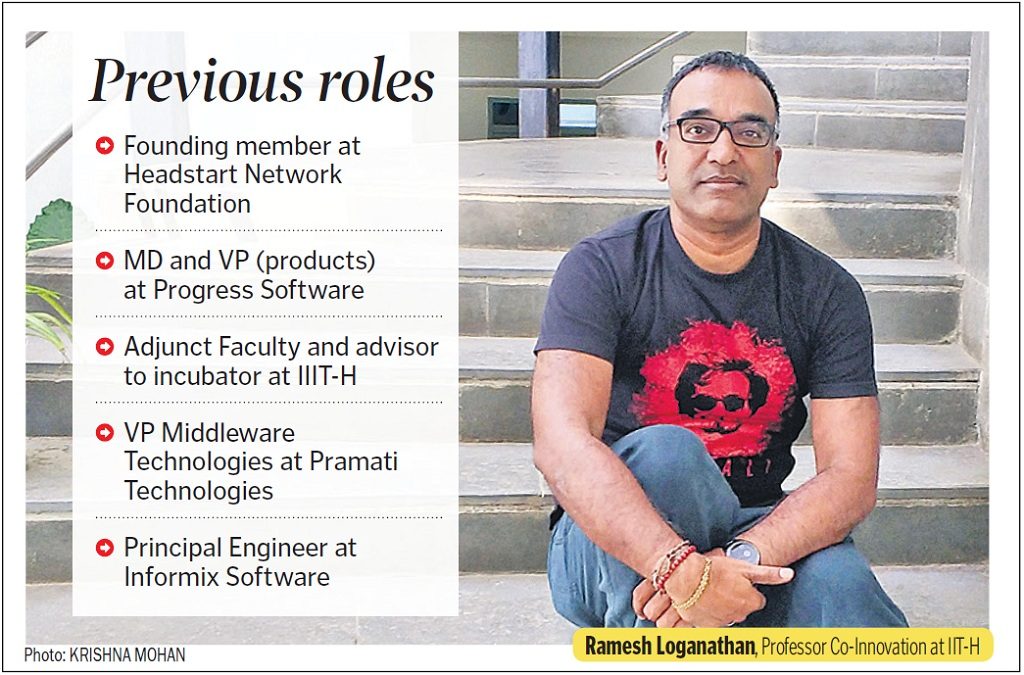 Previous roles
Founding member at
Headstart Network
Foundation
MD and VP (products)
at Progress Software
Adjunct Faculty and advisor
to incubator at IIIT-H
VP Middleware
Technologies at Pramati
Technologies
Principal Engineer at
Informix Software
ALI
Photo: KRISHNA MOHAN
Ramesh Loganathan, Professor Co-Innovation at IIT-H